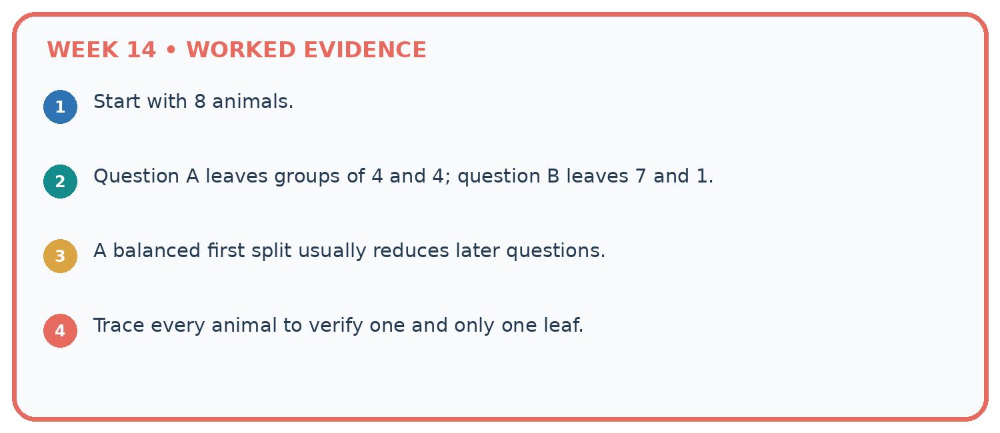 WEEK 14 • WORKED EVIDENCE
1 Start with 8 animals.
2 Question A leaves groups of 4 and 4; question B leaves 7 and 1.
3 A balanced first split usually reduces later questions.
4 Trace every animal to verify one and only one leaf.